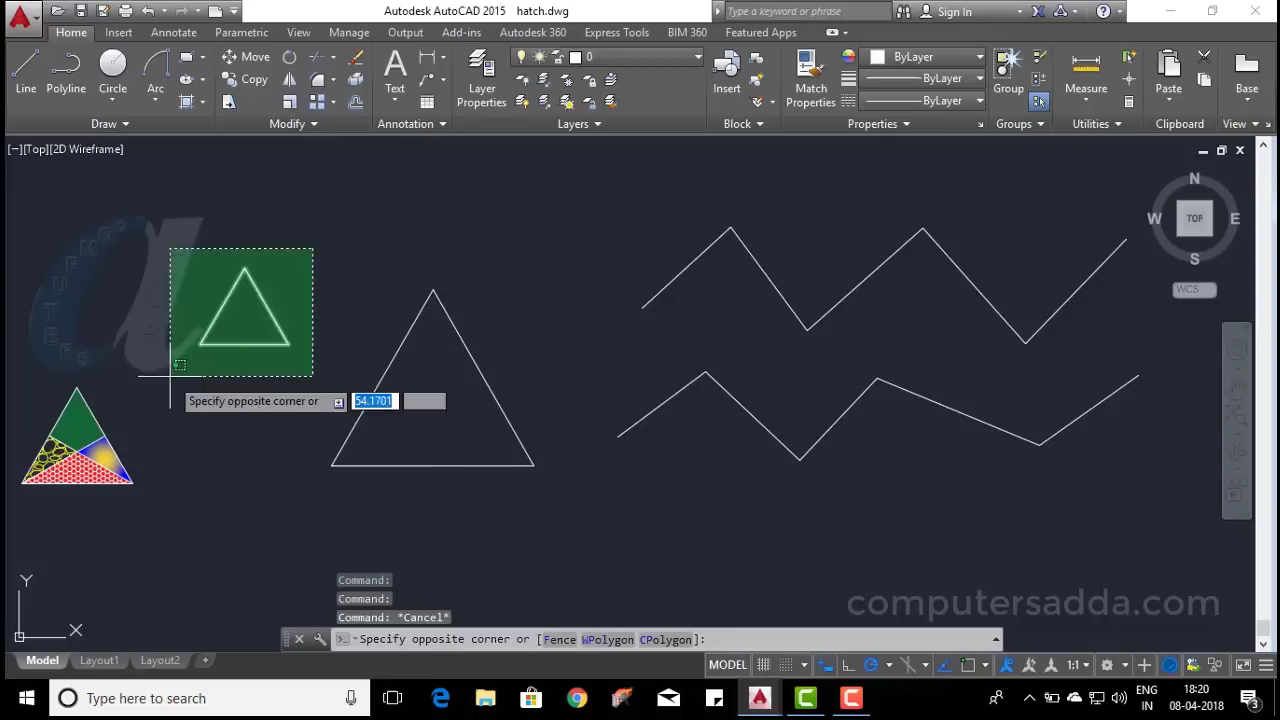 Autodesk AutoCAD 2015 hatch.dwg
Type a keyword or phrase
Sign In
Home Insert Annotate Parametric View Manage Output Add-ins Autodesk 360 Express Tools BIM 360 Featured Apps
Line Polyline Circle Arc
Move
Copy
Text
Layer Properties
0
Insert
Match Properties
ByLayer
ByLayer
ByLayer
Group
Measure
Paste
Base
Draw Modify Annotation Layers Block Properties Groups Utilities Clipboard View
[−][Top][2D Wireframe]
N
W TOP E
S
WCS
COMPUTERS
Specify opposite corner or 54.1701
Y
X
Command:
Command:
Command: *Cancel*
Specify opposite corner or [Fence WPolygon CPolygon]:
computersadda.com
Model Layout1 Layout2 +
MODEL 1:1
Type here to search
ENG
IN
18:20
08-04-2018
3